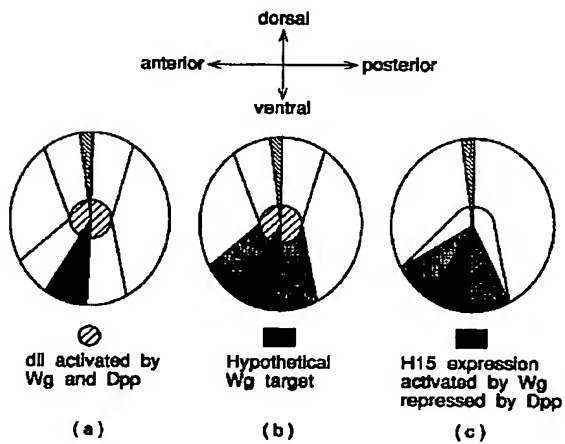 dorsal
anterior
posterior
ventral
dll activated by
Wg and Dpp
(a)
Hypothetical
Wg target
(b)
H15 expression
activated by Wg
repressed by Dpp
(c)